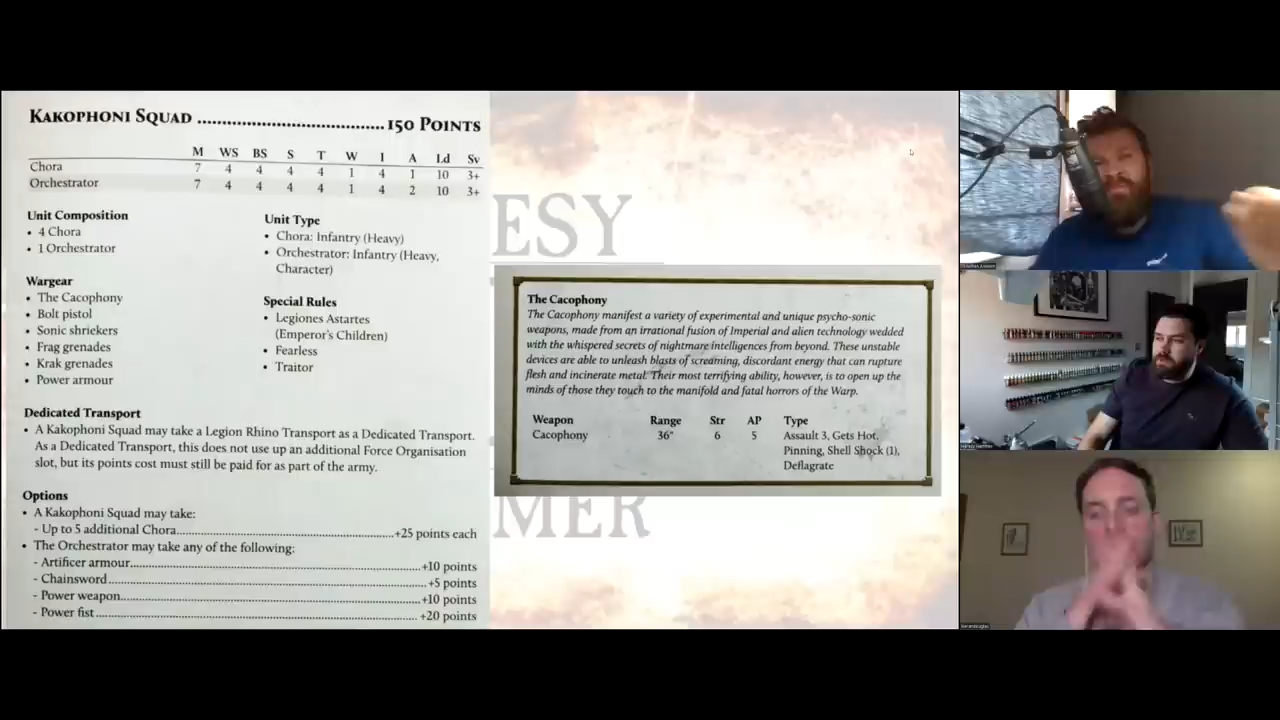 KAKOPHONI SQUAD ........................................150 POINTS
M WS BS S T W I A Ld Sv
Chora 7 4 4 4 4 1 4 1 10 3+
Orchestrator 7 4 4 4 4 1 4 2 10 3+
Unit Composition
• 4 Chora
• 1 Orchestrator
Wargear
• The Cacophony
• Bolt pistol
• Sonic shriekers
• Frag grenades
• Krak grenades
• Power armour
Unit Type
• Chora: Infantry (Heavy)
• Orchestrator: Infantry (Heavy,
Character)
Special Rules
• Legiones Astartes
(Emperor's Children)
• Fearless
• Traitor
Dedicated Transport
• A Kakophoni Squad may take a Legion Rhino Transport as a Dedicated Transport.
As a Dedicated Transport, this does not use up an additional Force Organisation
slot, but its points cost must still be paid for as part of the army.
Options
• A Kakophoni Squad may take:
- Up to 5 additional Chora........................................+25 points each
• The Orchestrator may take any of the following:
- Artificer armour........................................+10 points
- Chainsword........................................+5 points
- Power weapon........................................+10 points
- Power fist........................................+20 points
ESY
The Cacophony
The Cacophony manifest a variety of experimental and unique psycho-sonic
weapons, made from an irrational fusion of Imperial and alien technology wedded
with the whispered secrets of nightmare intelligences from beyond. These unstable
devices are able to unleash blasts of screaming, discordant energy that can rupture
flesh and incinerate metal. Their most terrifying ability, however, is to open up the
minds of those they touch to the manifold and fatal horrors of the Warp.
Weapon Range Str AP Type
Cacophony 36" 6 5 Assault 3, Gets Hot,
Pinning, Shell Shock (1),
Deflagrate
MER